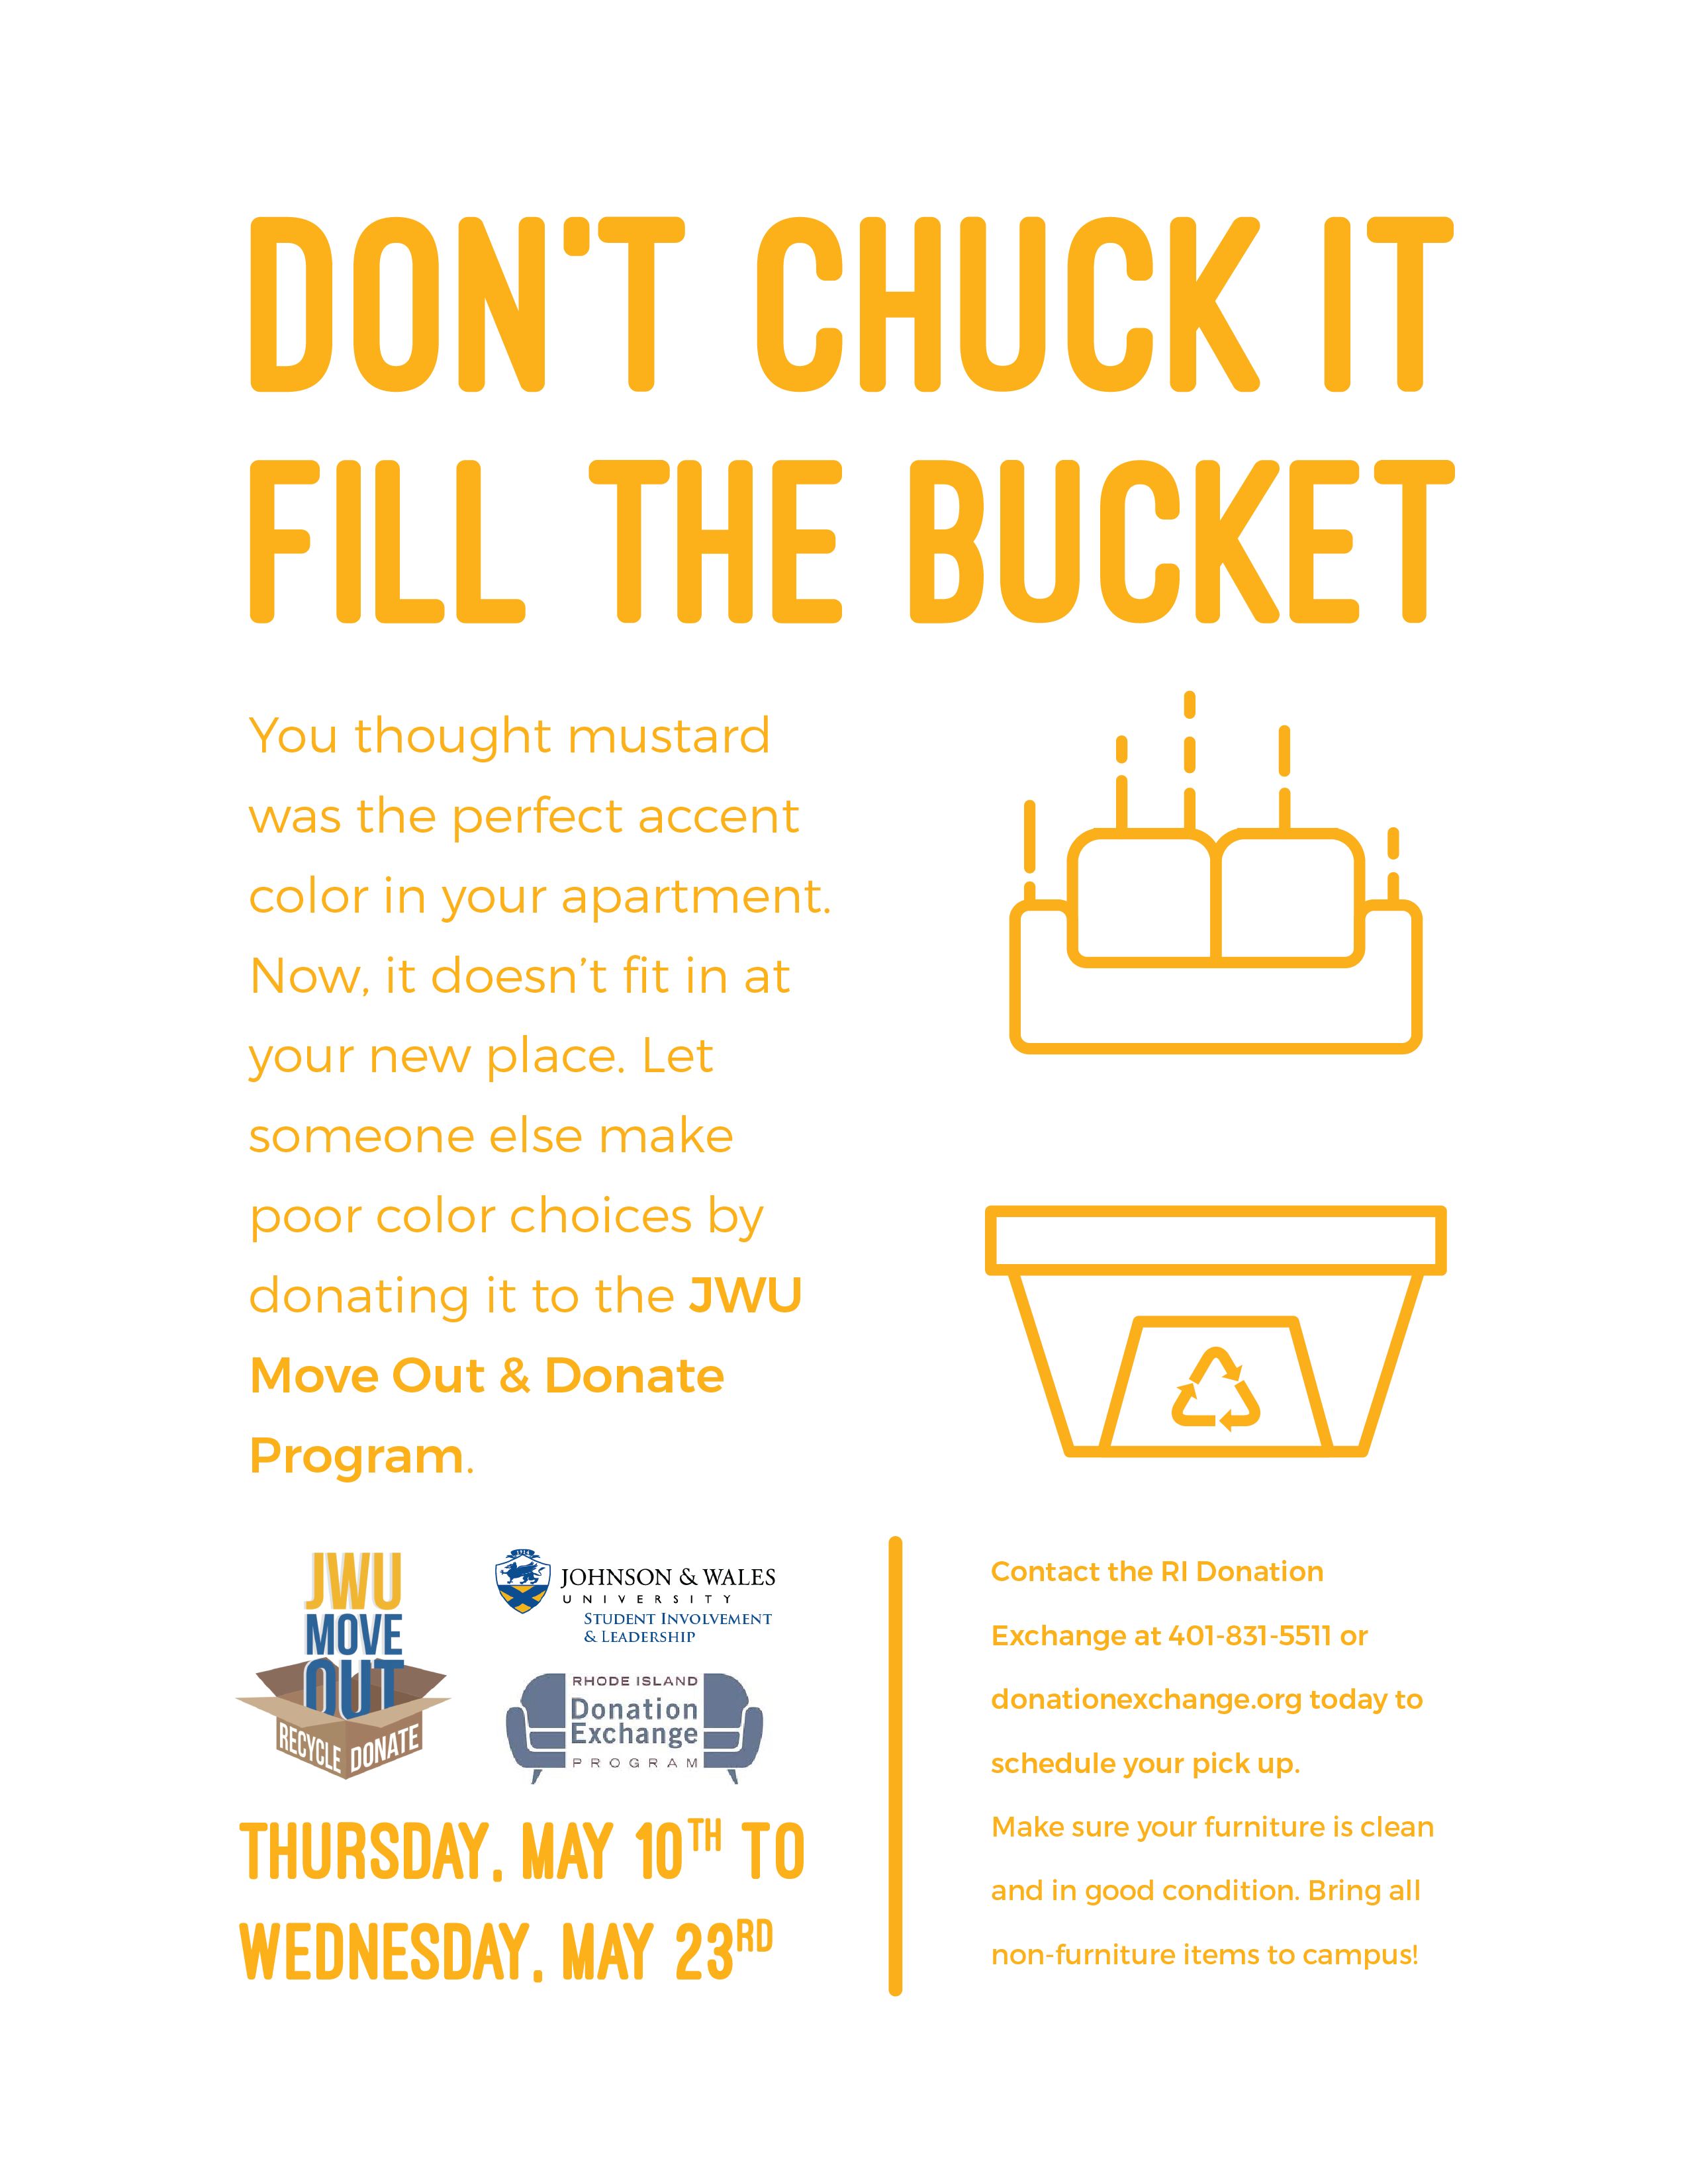 DON'T CHUCK IT
FILL THE BUCKET
You thought mustard
was the perfect accent
color in your apartment.
Now, it doesn't fit in at
your new place. Let
someone else make
poor color choices by
donating it to the JWU
Move Out & Donate
Program.
JWU
MOVE
OUT
RECYCLE DONATE
1914
JOHNSON & WALES
UNIVERSITY
STUDENT INVOLVEMENT
& LEADERSHIP
RHODE ISLAND
Donation
Exchange
PROGRAM
THURSDAY, MAY 10TH TO
WEDNESDAY, MAY 23RD
Contact the RI Donation
Exchange at 401-831-5511 or
donationexchange.org today to
schedule your pick up.
Make sure your furniture is clean
and in good condition. Bring all
non-furniture items to campus!